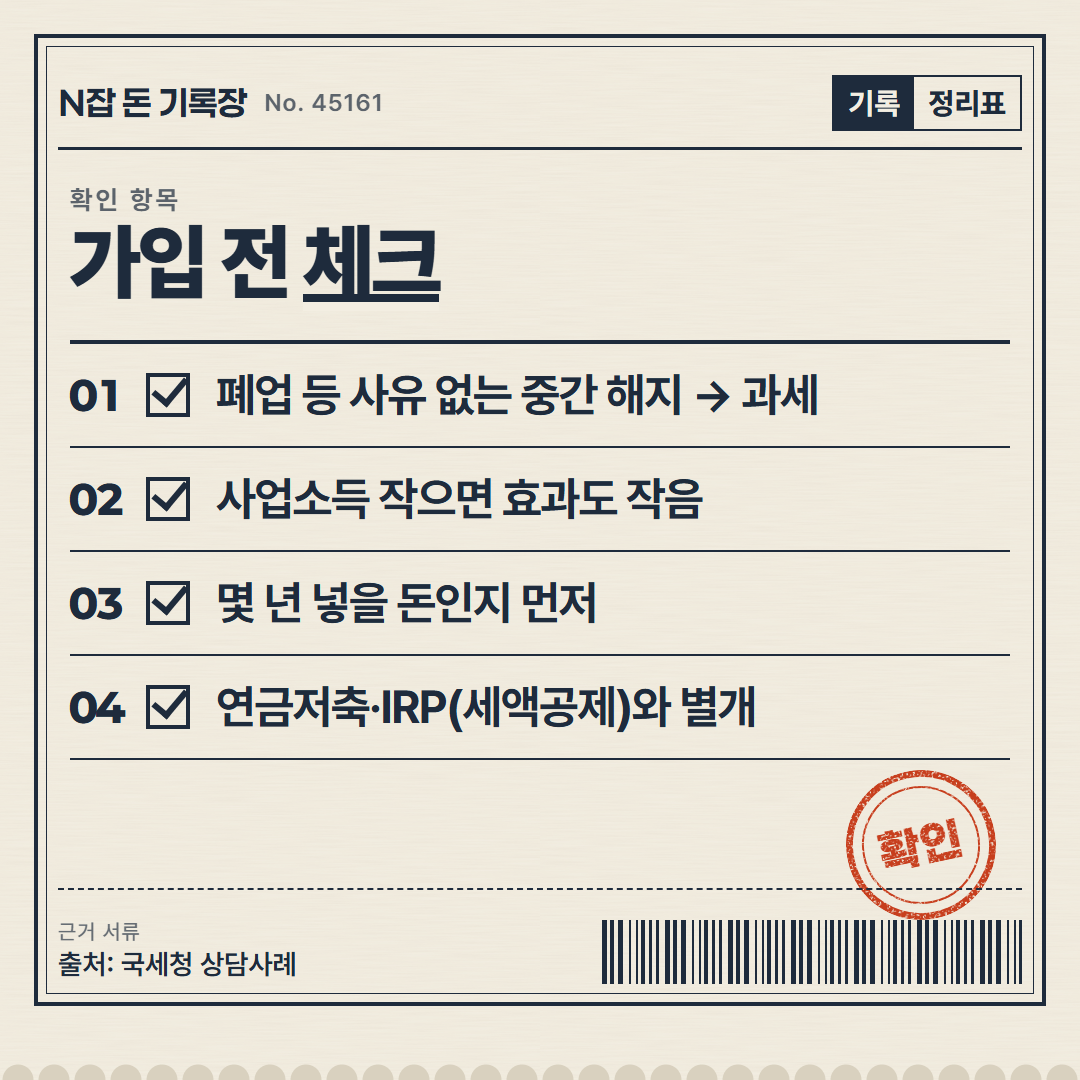 N잡 돈 기록장 No. 45161
기록 정리표
확인 항목
가입 전 체크
01 폐업 등 사유 없는 중간 해지 → 과세
02 사업소득 작으면 효과도 작음
03 몇 년 넣을 돈인지 먼저
04 연금저축·IRP(세액공제)와 별개
확인
근거 서류
출처: 국세청 상담사례